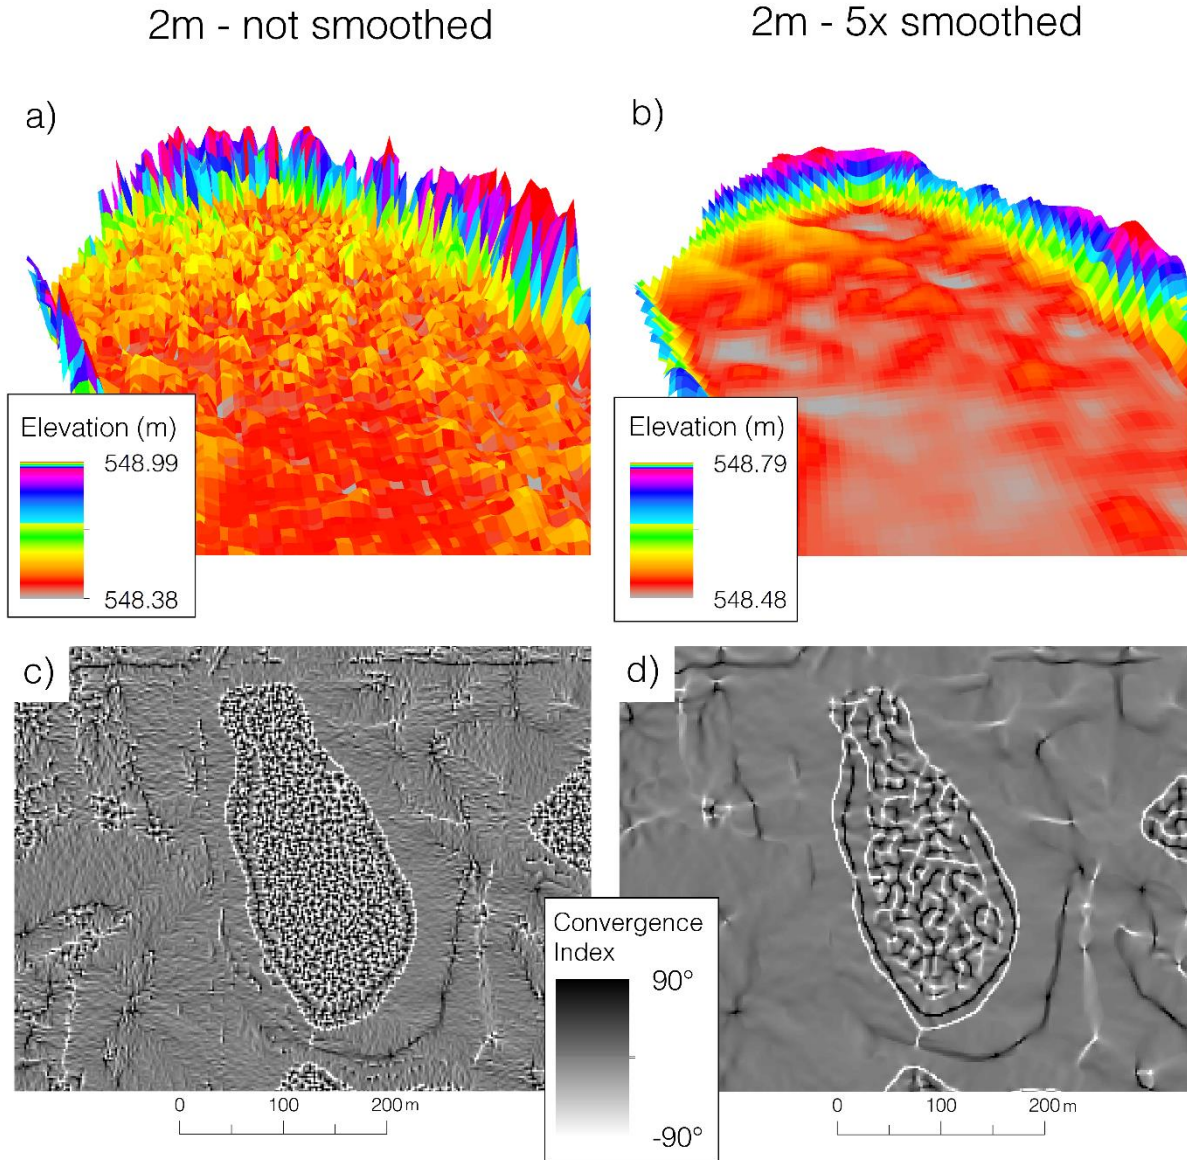 2m - not smoothed
2m - 5x smoothed
a)
b)
Elevation (m)
548.99
548.38
Elevation (m)
548.79
548.48
c)
d)
Convergence
Index
90°
-90°
0 100 200 m
0 100 200 m